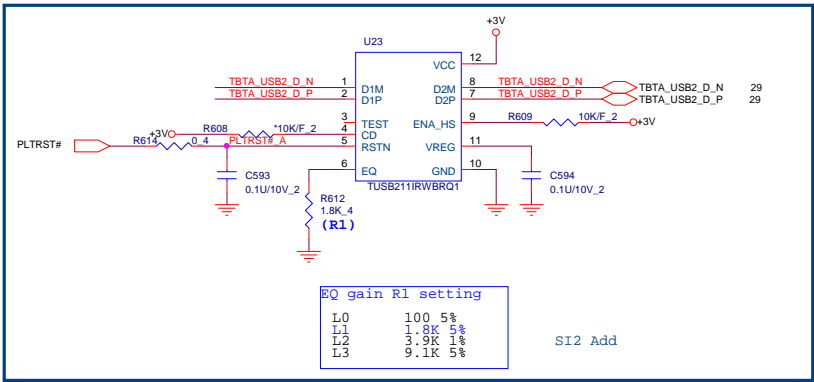 +3V
U23
VCC 12
TBTA_USB2_D_N 1 D1M D2M 8 TBTA_USB2_D_N TBTA_USB2_D_N 29
TBTA_USB2_D_P 2 D1P D2P 7 TBTA_USB2_D_P TBTA_USB2_D_P 29
3 TEST ENA_HS 9 R609 10K/F_2 +3V
+3V R608 *10K/F_2 4 CD
PLTRST# R614 0_4 PLTRST#_A 5 RSTN VREG 11
6 EQ GND 10
C593
0.1U/10V_2
TUSB211IRWBRQ1
C594
0.1U/10V_2
R612
1.8K_4
(R1)
EQ gain R1 setting
L0 100 5%
L1 1.8K 5%
L2 3.9K 1%
L3 9.1K 5%
SI2 Add